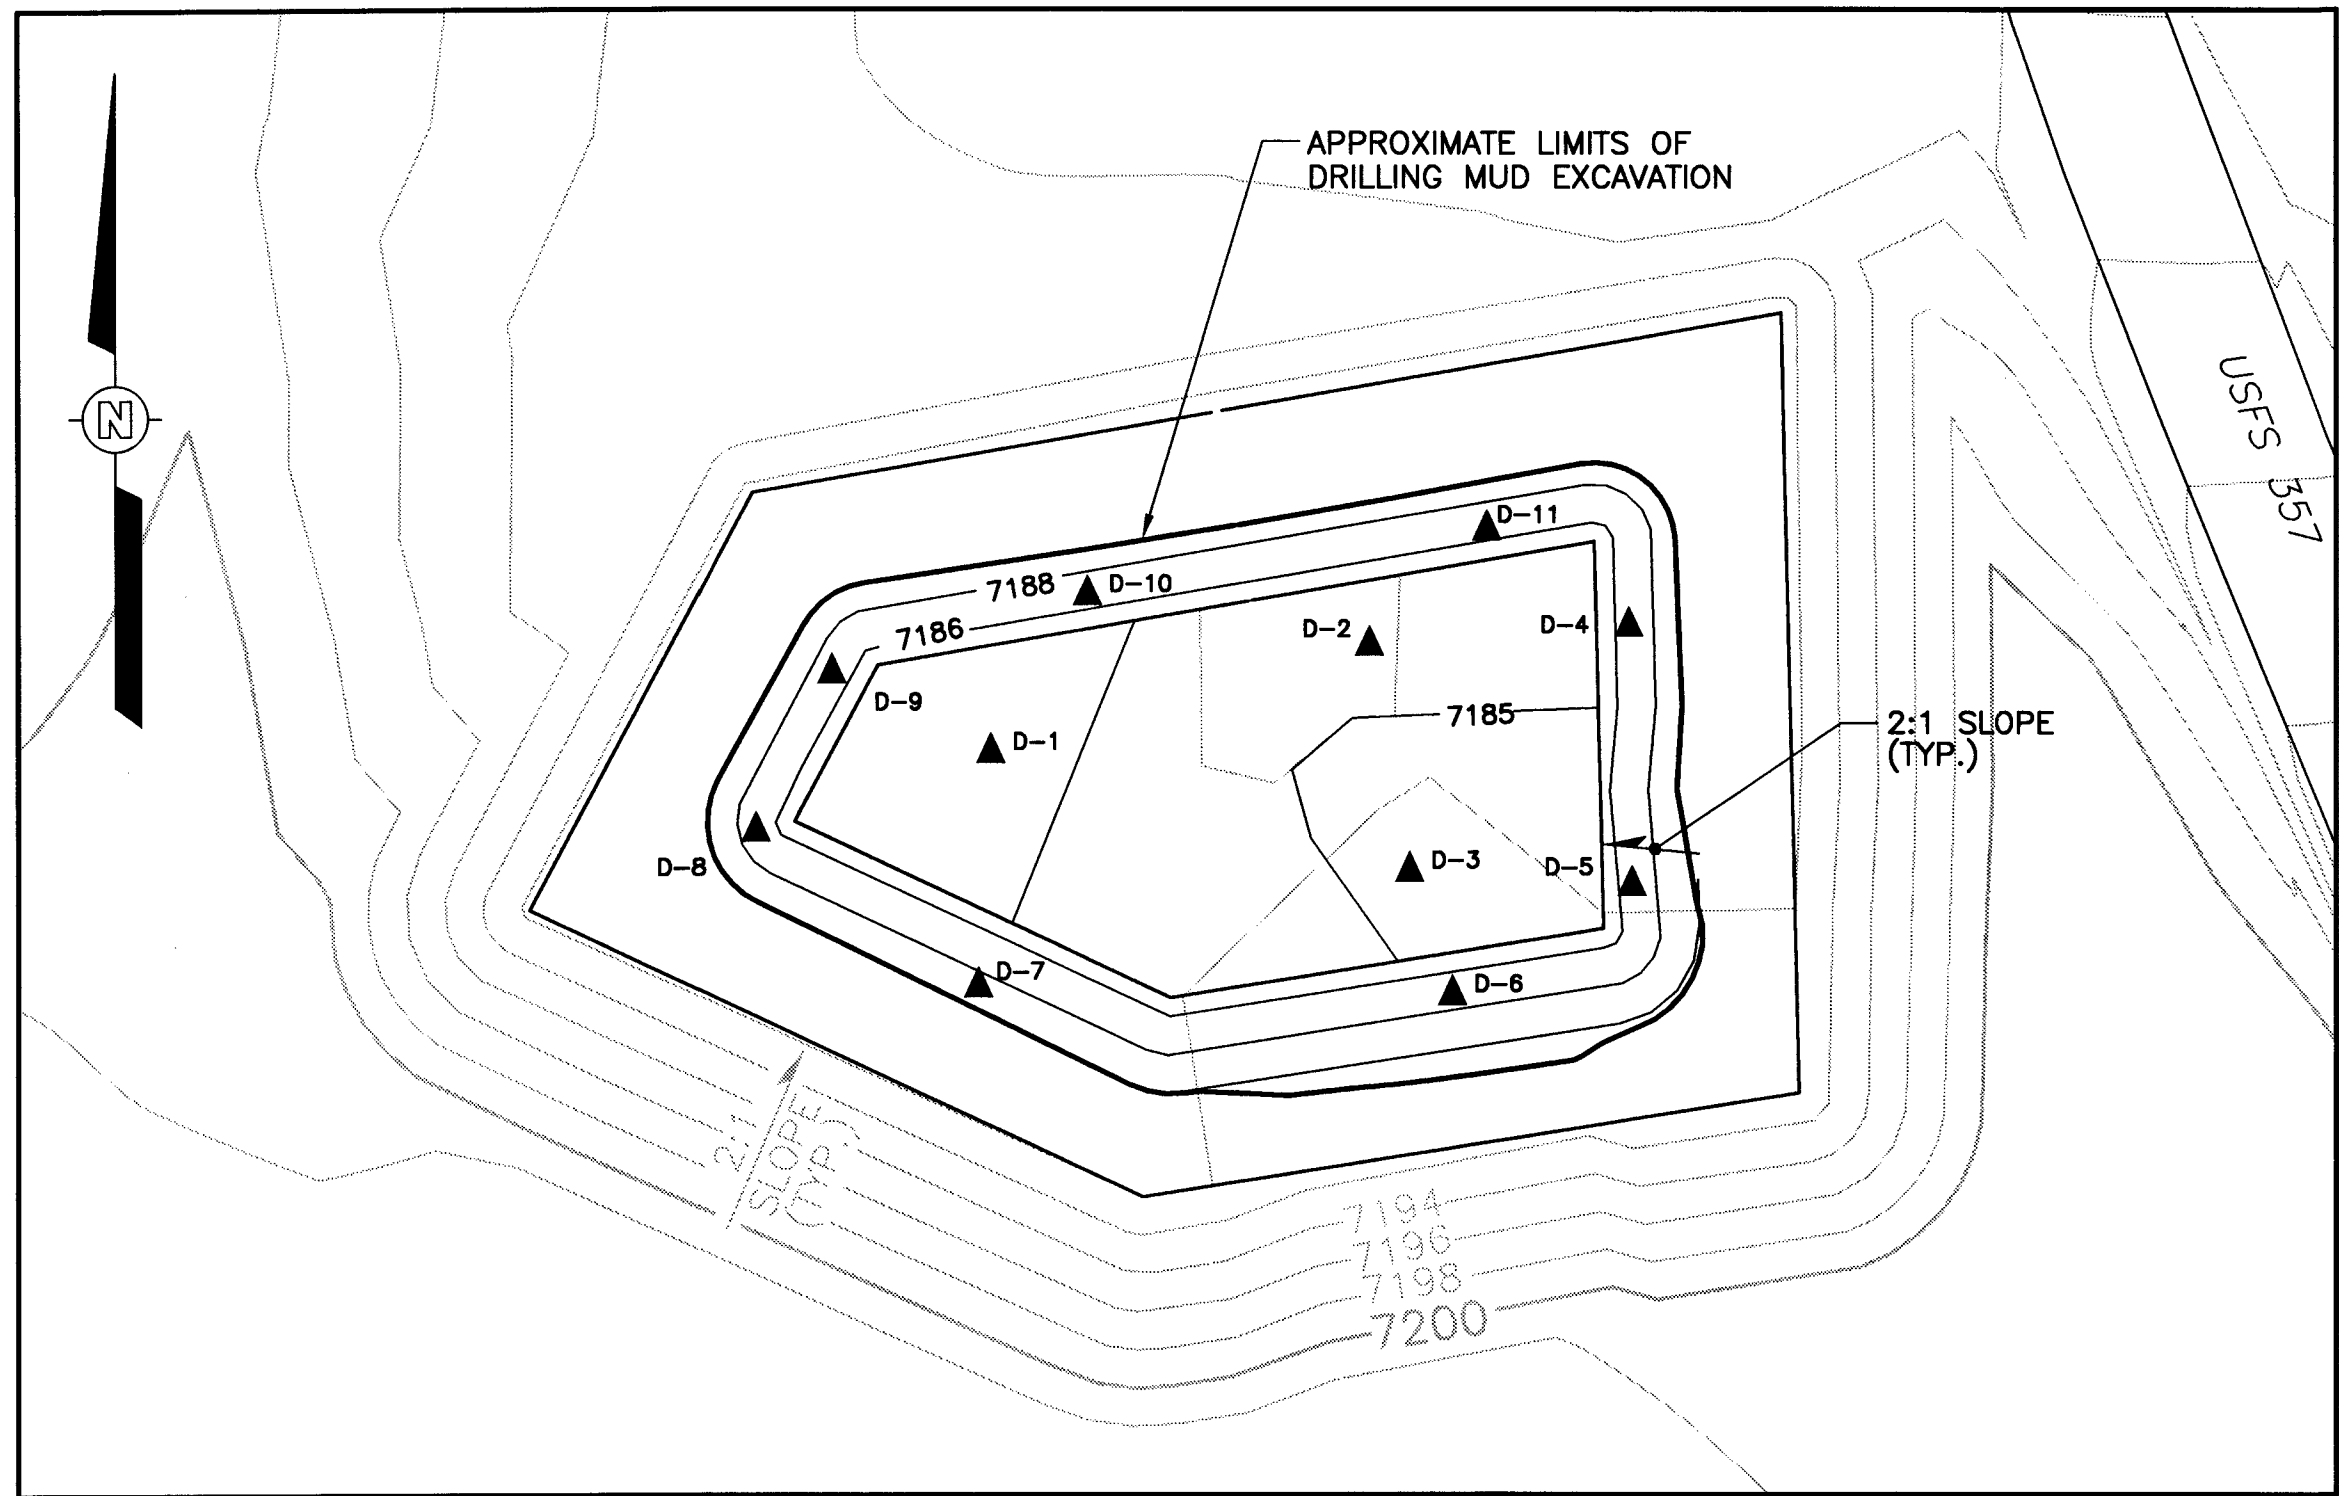 APPROXIMATE LIMITS OF
DRILLING MUD EXCAVATION
N
USFS 357
D-11
7188
D-10
7186
D-2
D-4
D-9
7185
D-1
2:1 SLOPE
(TYP.)
D-8
D-3
D-5
D-7
D-6
2:1
SLOPE
(TYP.)
7194
7196
7198
7200